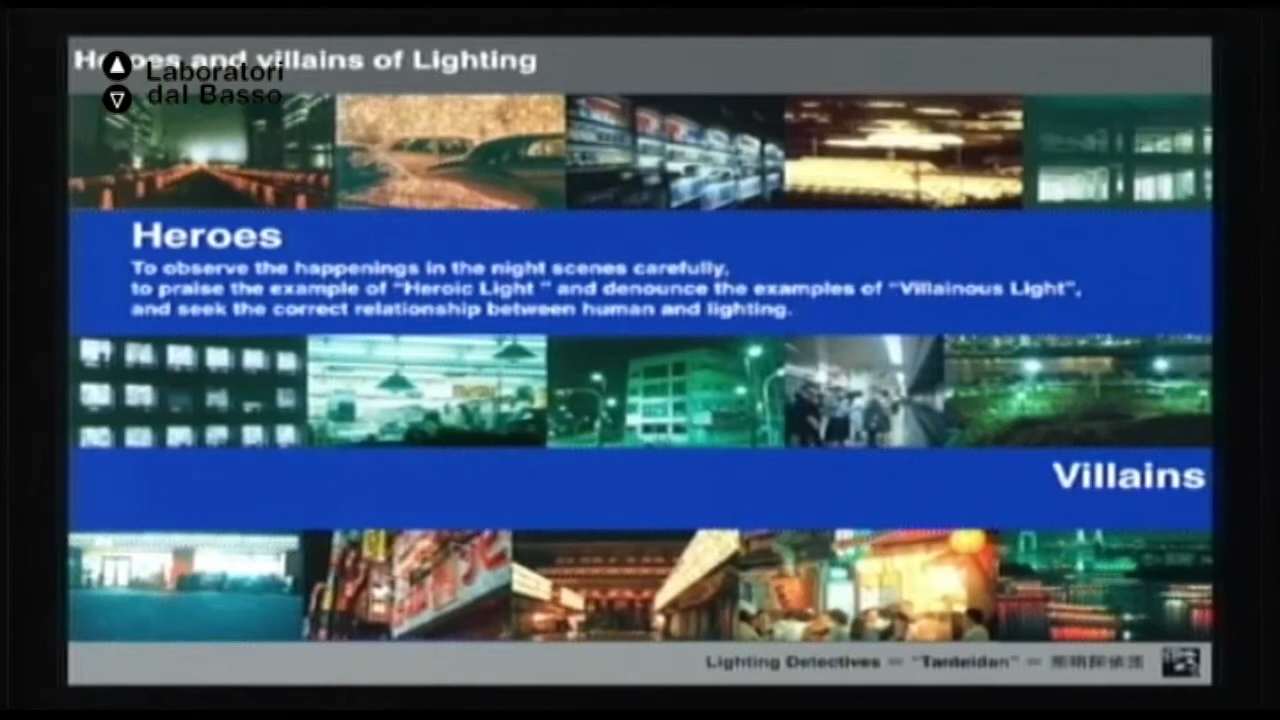 Heroes and villains of Lighting
Laboratori
dal Basso
Heroes
To observe the happenings in the night scenes carefully,
to praise the example of “Heroic Light ” and denounce the examples of “Villainous Light”,
and seek the correct relationship between human and lighting.
Villains
Lighting Detectives — “Tanteidan” — 照明探偵団